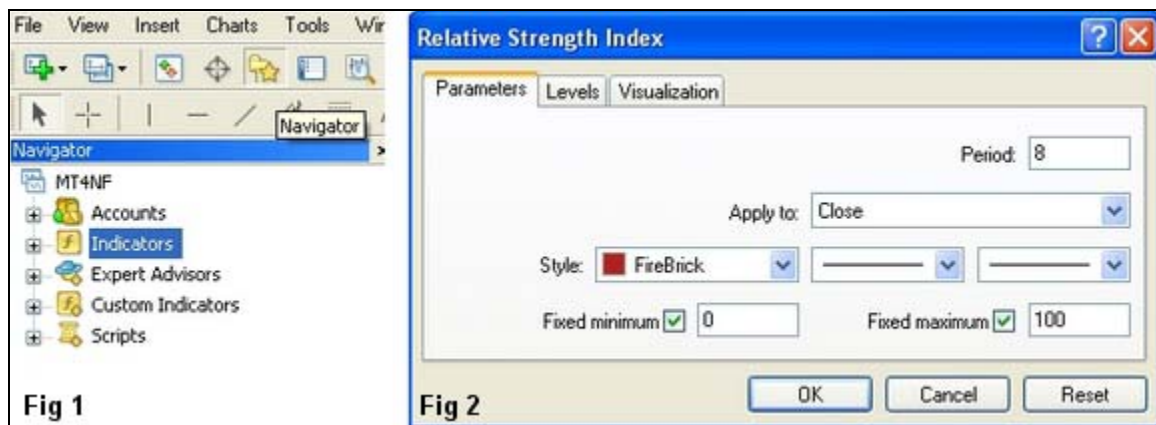 File View Insert Charts Tools Wir
Navigator
Navigator
MT4NF
Accounts
Indicators
Expert Advisors
Custom Indicators
Scripts
Fig 1
Relative Strength Index
Parameters Levels Visualization
Period: 8
Apply to: Close
Style: FireBrick
Fixed minimum 0 Fixed maximum 100
OK Cancel Reset
Fig 2